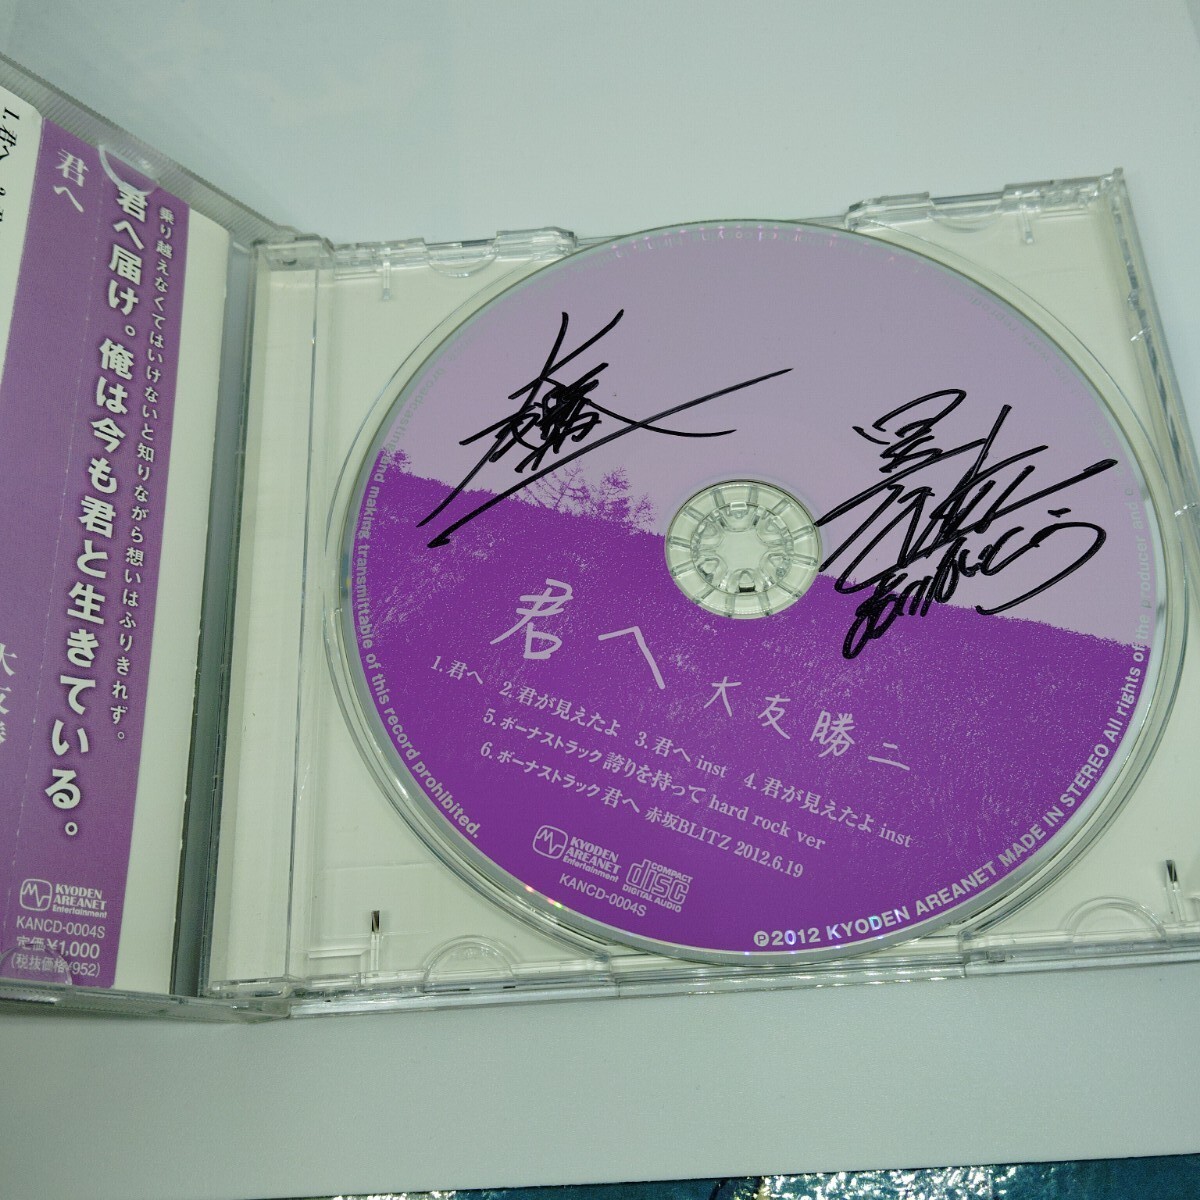 1. 君へ
君へ
乗り越えなくてはいけないと知りながら想いはふりきれず。
君へ届け。俺は今も君と生きている。
大友勝
KYODEN
AREANET
Entertainment
KANCD-0004S
定価¥1,000
(税抜価格¥952)
君へ
大友勝二
1. 君へ 2. 君が見えたよ 3. 君へ inst 4. 君が見えたよ inst
5. ボーナストラック 誇りを持って hard rock ver
6. ボーナストラック 君へ 赤坂BLITZ 2012.6.19
KYODEN
AREANET
Entertainment
KANCD-0004S
COMPACT
disc
DIGITAL AUDIO
℗2012 KYODEN AREANET MADE IN STEREO All rights of the producer and
broadcasting and making transmittable of this record prohibited.